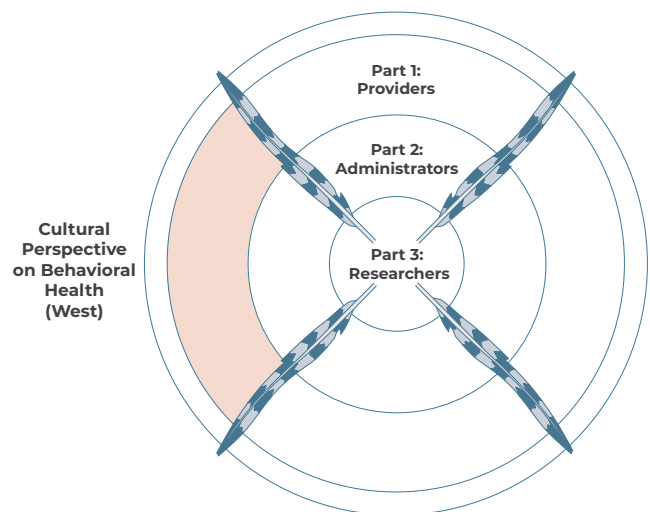 Part 1:
Providers
Part 2:
Administrators
Cultural
Perspective
on Behavioral
Health
(West)
Part 3:
Researchers